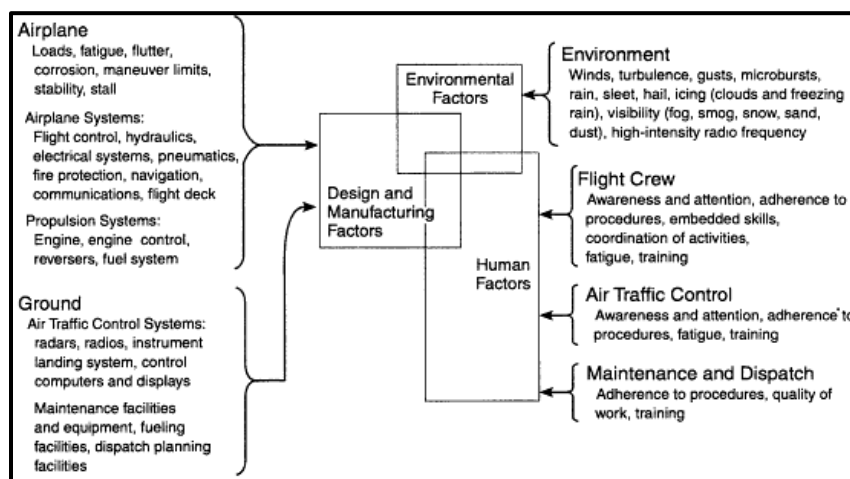 Airplane
Loads, fatigue, flutter,
corrosion, maneuver limits,
stability, stall
Airplane Systems:
Flight control, hydraulics,
electrical systems, pneumatics,
fire protection, navigation,
communications, flight deck
Propulsion Systems:
Engine, engine control,
reversers, fuel system
Ground
Air Traffic Control Systems:
radars, radios, instrument
landing system, control
computers and displays
Maintenance facilities
and equipment, fueling
facilities, dispatch planning
facilities
Environmental
Factors
Design and
Manufacturing
Factors
Human
Factors
Environment
Winds, turbulence, gusts, microbursts,
rain, sleet, hail, icing (clouds and freezing
rain), visibility (fog, smog, snow, sand,
dust), high-intensity radio frequency
Flight Crew
Awareness and attention, adherence to
procedures, embedded skills,
coordination of activities,
fatigue, training
Air Traffic Control
Awareness and attention, adherence to
procedures, fatigue, training
Maintenance and Dispatch
Adherence to procedures, quality of
work, training